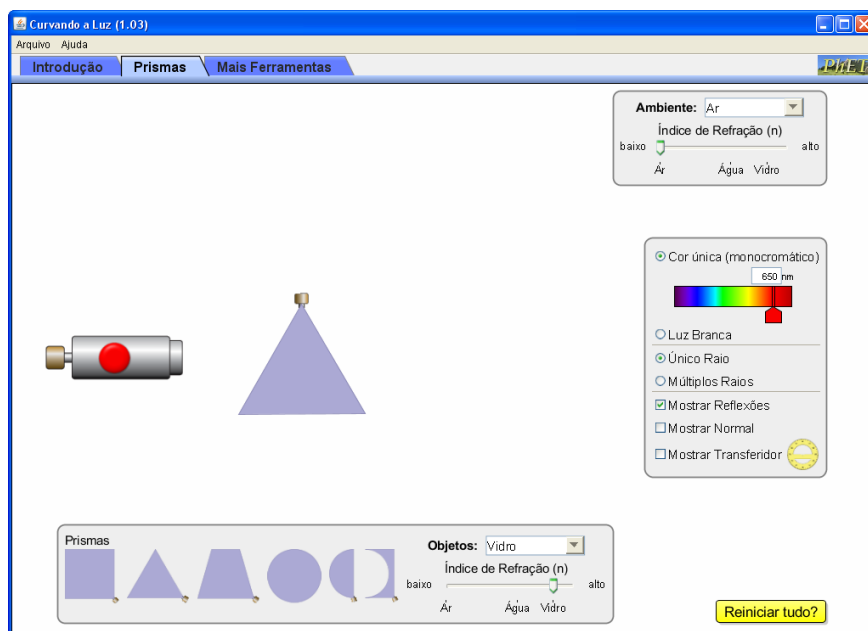 Curvando a Luz (1.03)
Arquivo Ajuda
Introdução Prismas Mais Ferramentas PhET
Ambiente: Ar
Índice de Refração (n)
baixo alto
Ar Água Vidro
Cor única (monocromático)
650 nm
Luz Branca
Único Raio
Múltiplos Raios
Mostrar Reflexões
Mostrar Normal
Mostrar Transferidor
Prismas
Objetos: Vidro
Índice de Refração (n)
baixo alto
Ar Água Vidro
Reiniciar tudo?